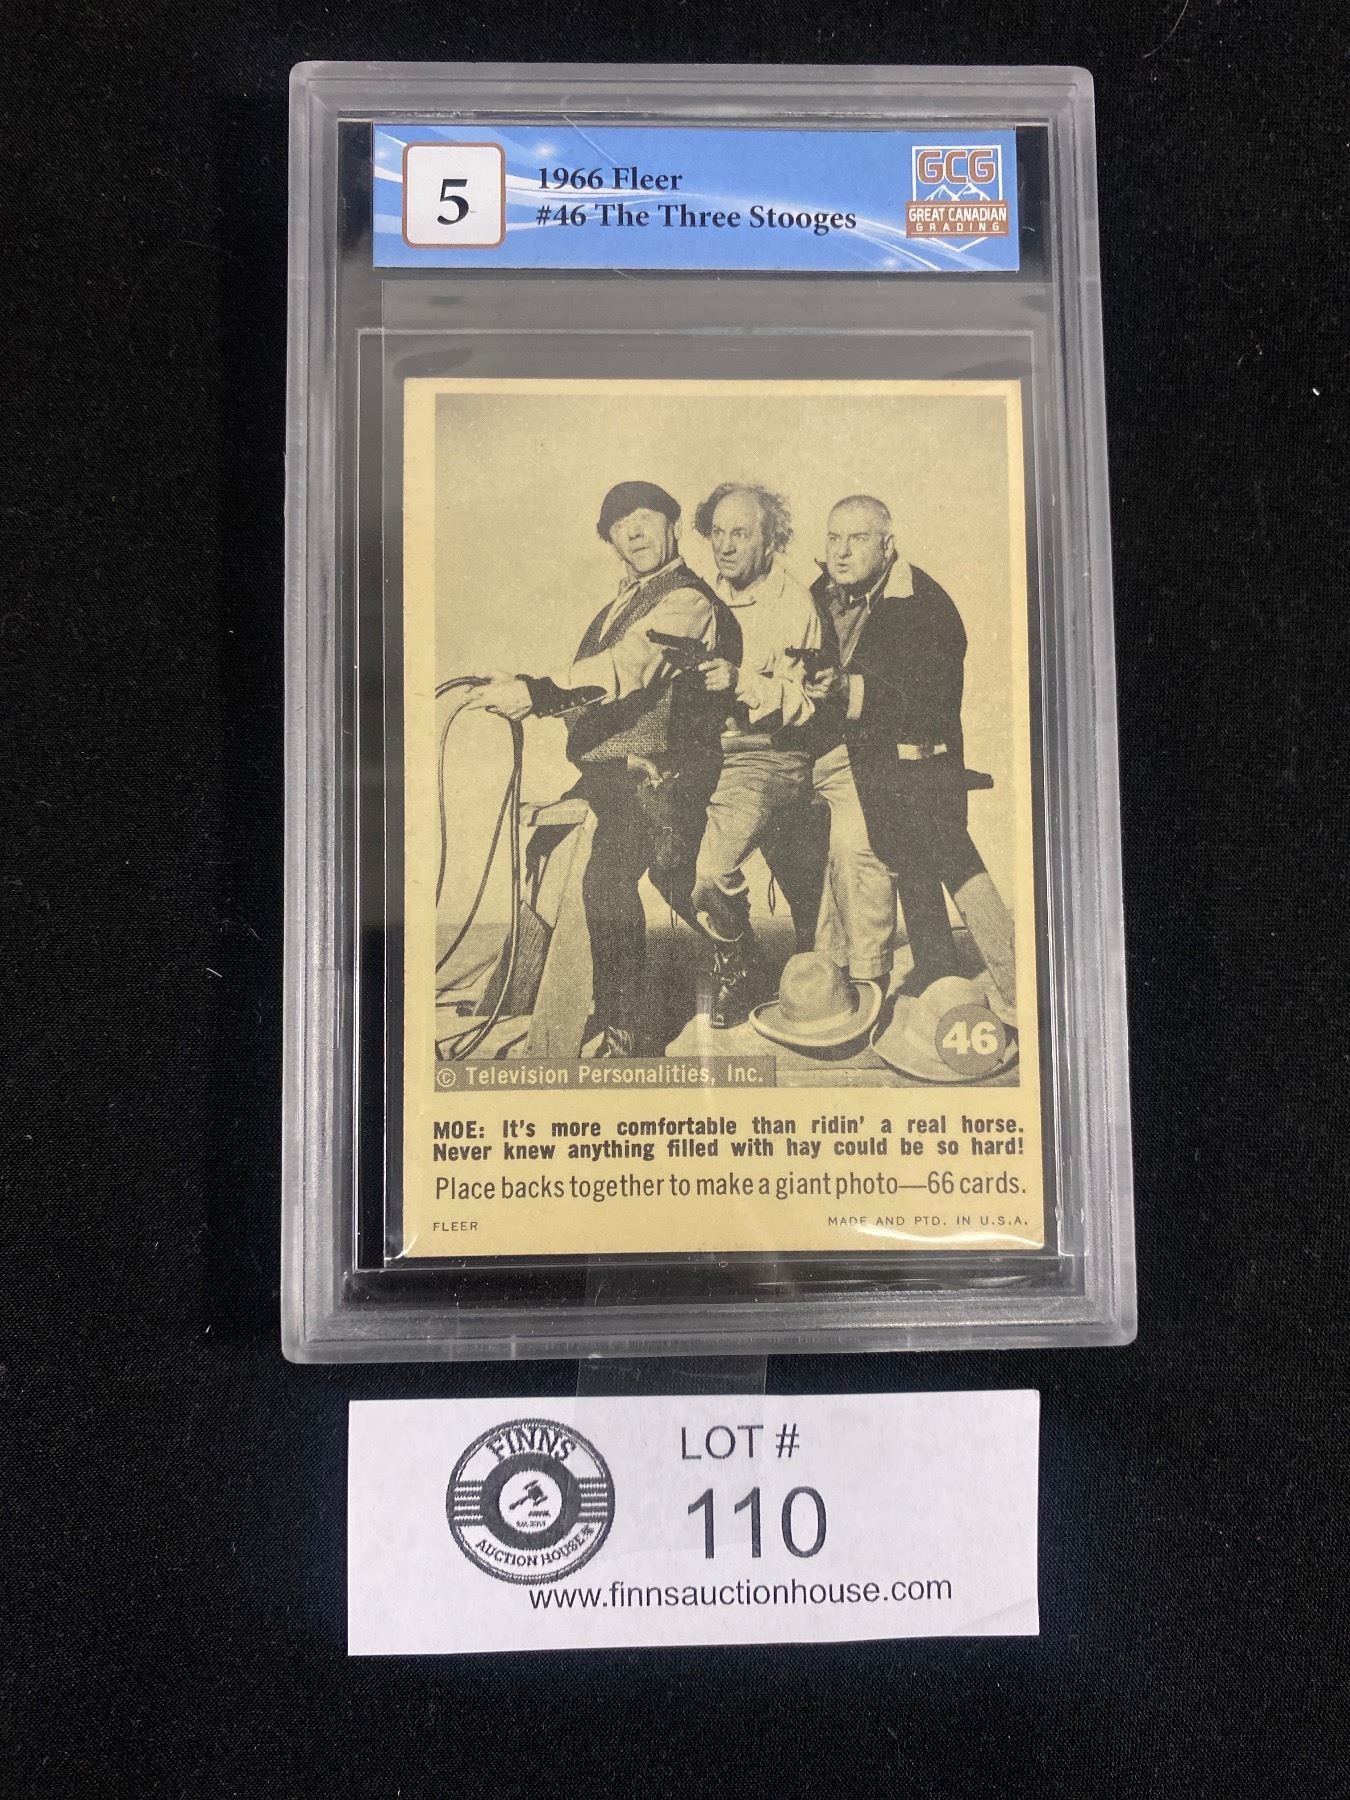 5
1966 Fleer
#46 The Three Stooges
GCG
GREAT CANADIAN
GRADING
46
© Television Personalities, Inc.
MOE: It's more comfortable than ridin' a real horse.
Never knew anything filled with hay could be so hard!
Place backs together to make a giant photo—66 cards.
FLEER
MADE AND PTD. IN U.S.A.
FINNS
AUCTION HOUSE
LOT #
110
www.finnsauctionhouse.com